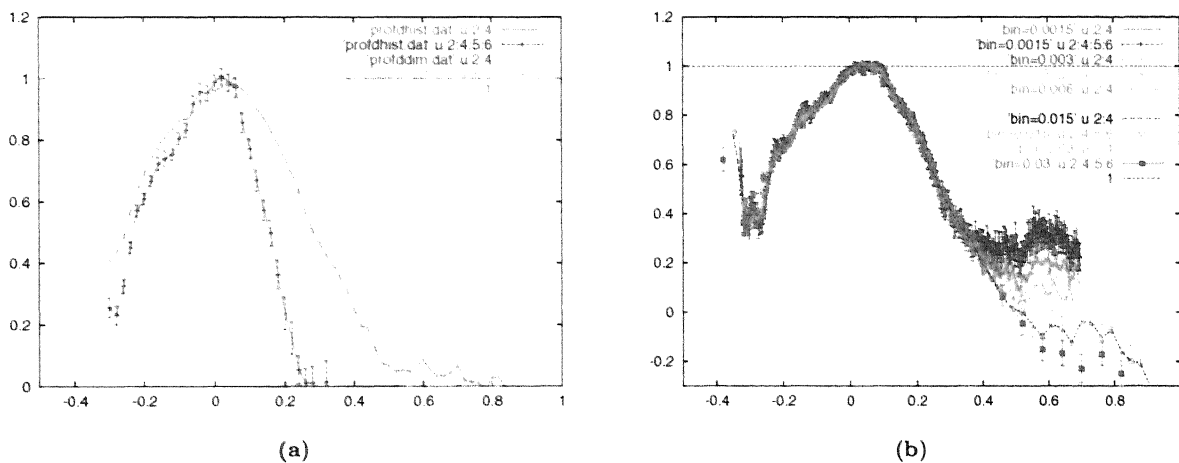 1.2
1
0.8
0.6
0.4
0.2
0
-0.4
-0.2
0
0.2
0.4
0.6
0.8
1
profdhist dat u 2:4
'profdhist dat u 2:4:5:6
profddim dat u 2:4
1
(a)
1.2
1
0.8
0.6
0.4
0.2
0
-0.2
-0.4
-0.2
0
0.2
0.4
0.6
0.8
'bin=0.0015' u 2:4
'bin=0.0015' u 2:4:5:6
bin=0.003 u 2:4
bin=0.006 u 2:4
'bin=0.015' u 2:4
bin=0.03 u 2:4:5:6
1
(b)